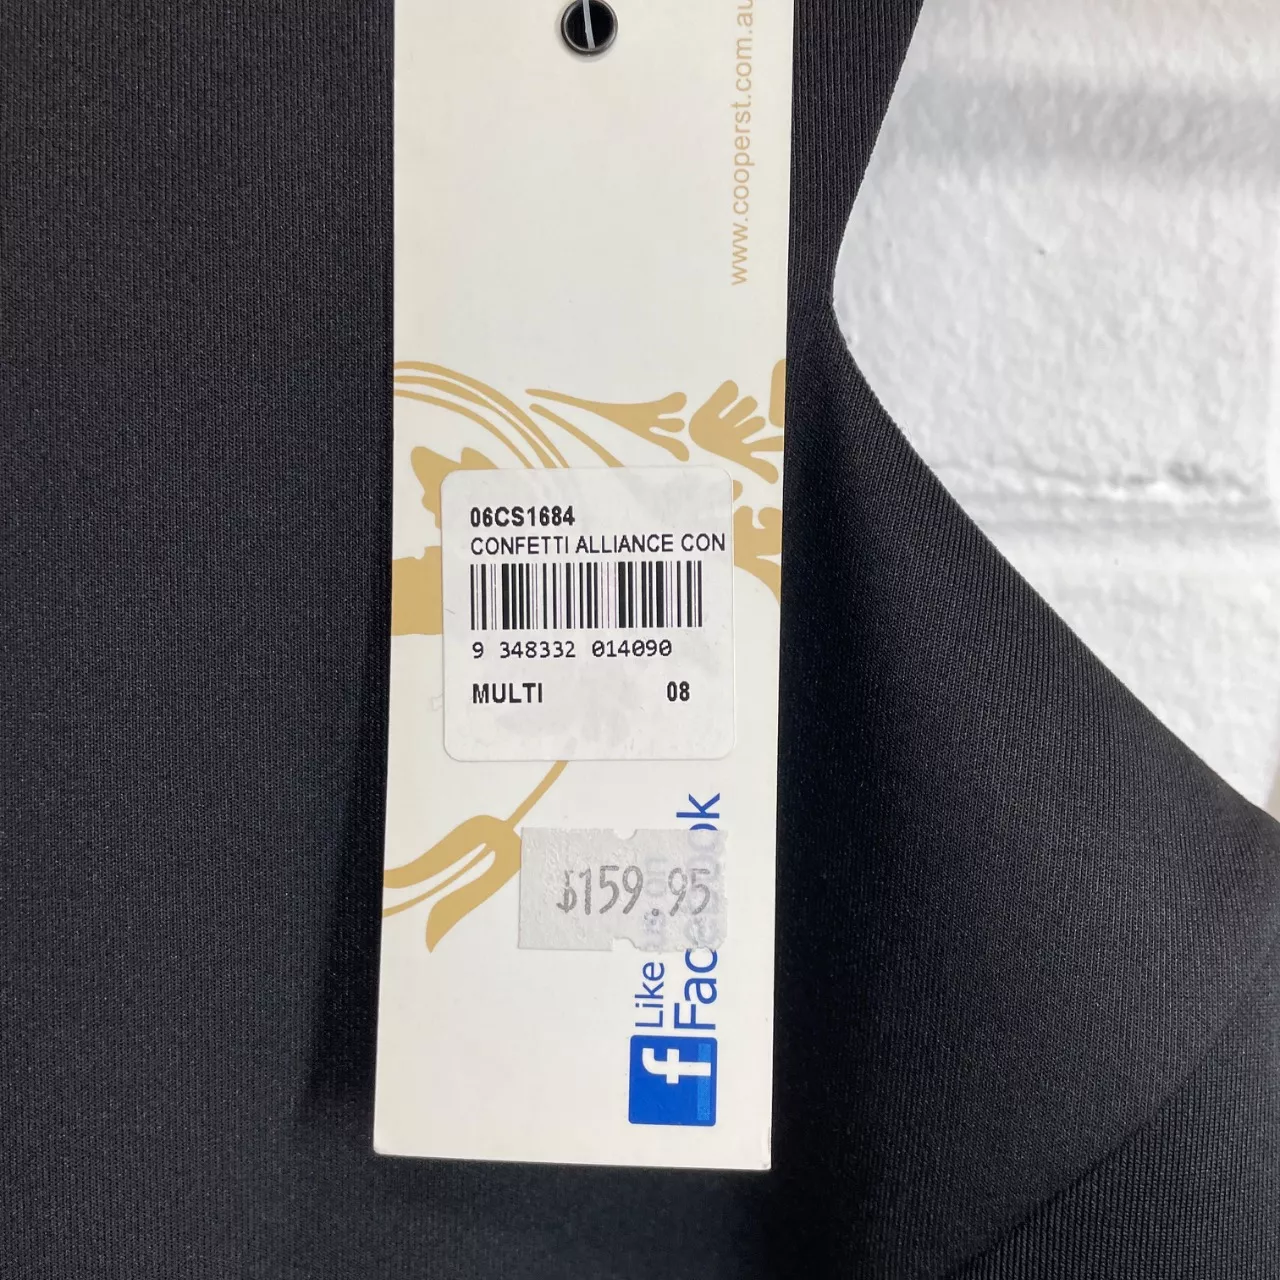 www.cooperst.com.au
06CS1684
CONFETTI ALLIANCE CON
9 348332 014090
MULTI 08
$159.95
Like us on
Facebook
f